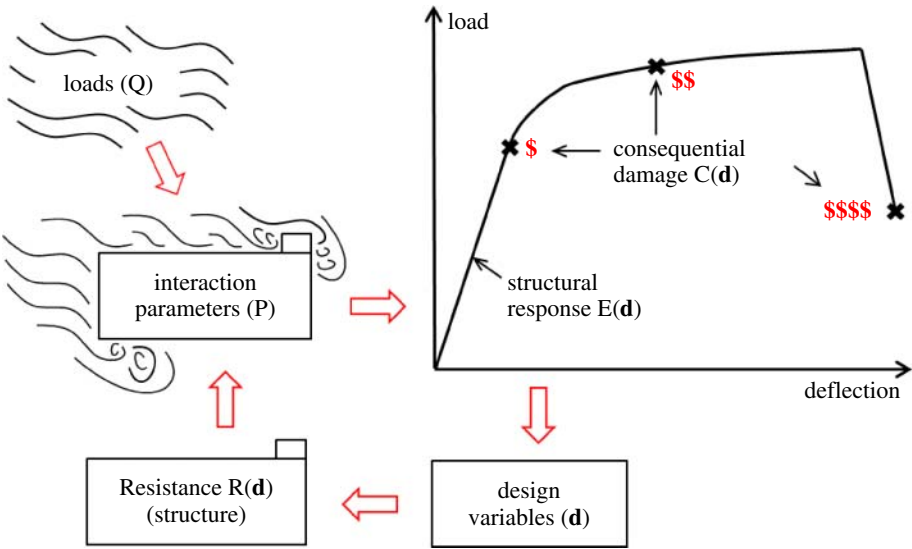 loads (Q)
load
$$
$
consequential
damage C(d)
$$$$
interaction
parameters (P)
structural
response E(d)
deflection
Resistance R(d)
(structure)
design
variables (d)